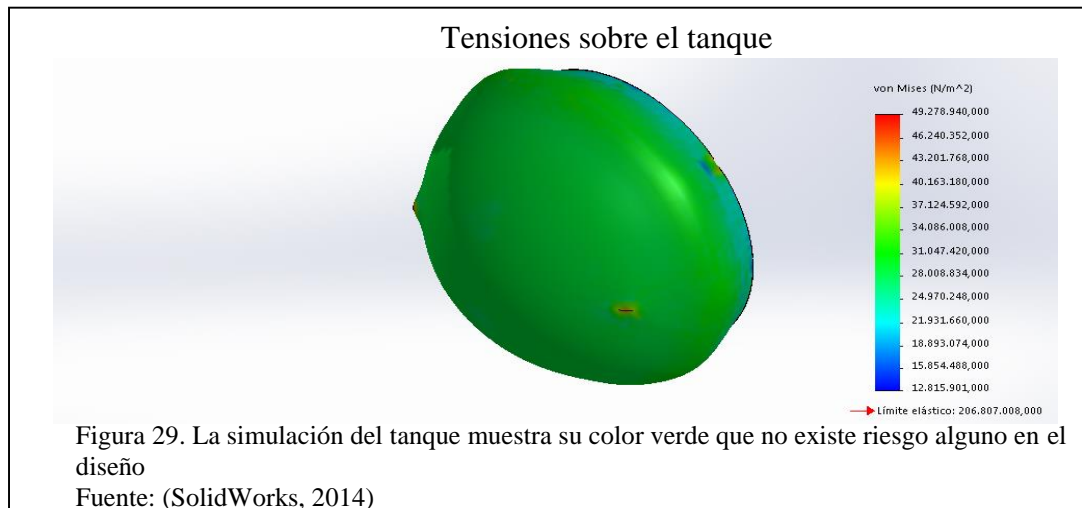 Tensiones sobre el tanque
von Mises (N/m^2)
49.278.940,000
46.240.352,000
43.201.768,000
40.163.180,000
37.124.592,000
34.086.008,000
31.047.420,000
28.008.834,000
24.970.248,000
21.931.660,000
18.893.074,000
15.854.488,000
12.815.901,000
Límite elástico: 206.807.008,000
Figura 29. La simulación del tanque muestra su color verde que no existe riesgo alguno en el
diseño
Fuente: (SolidWorks, 2014)